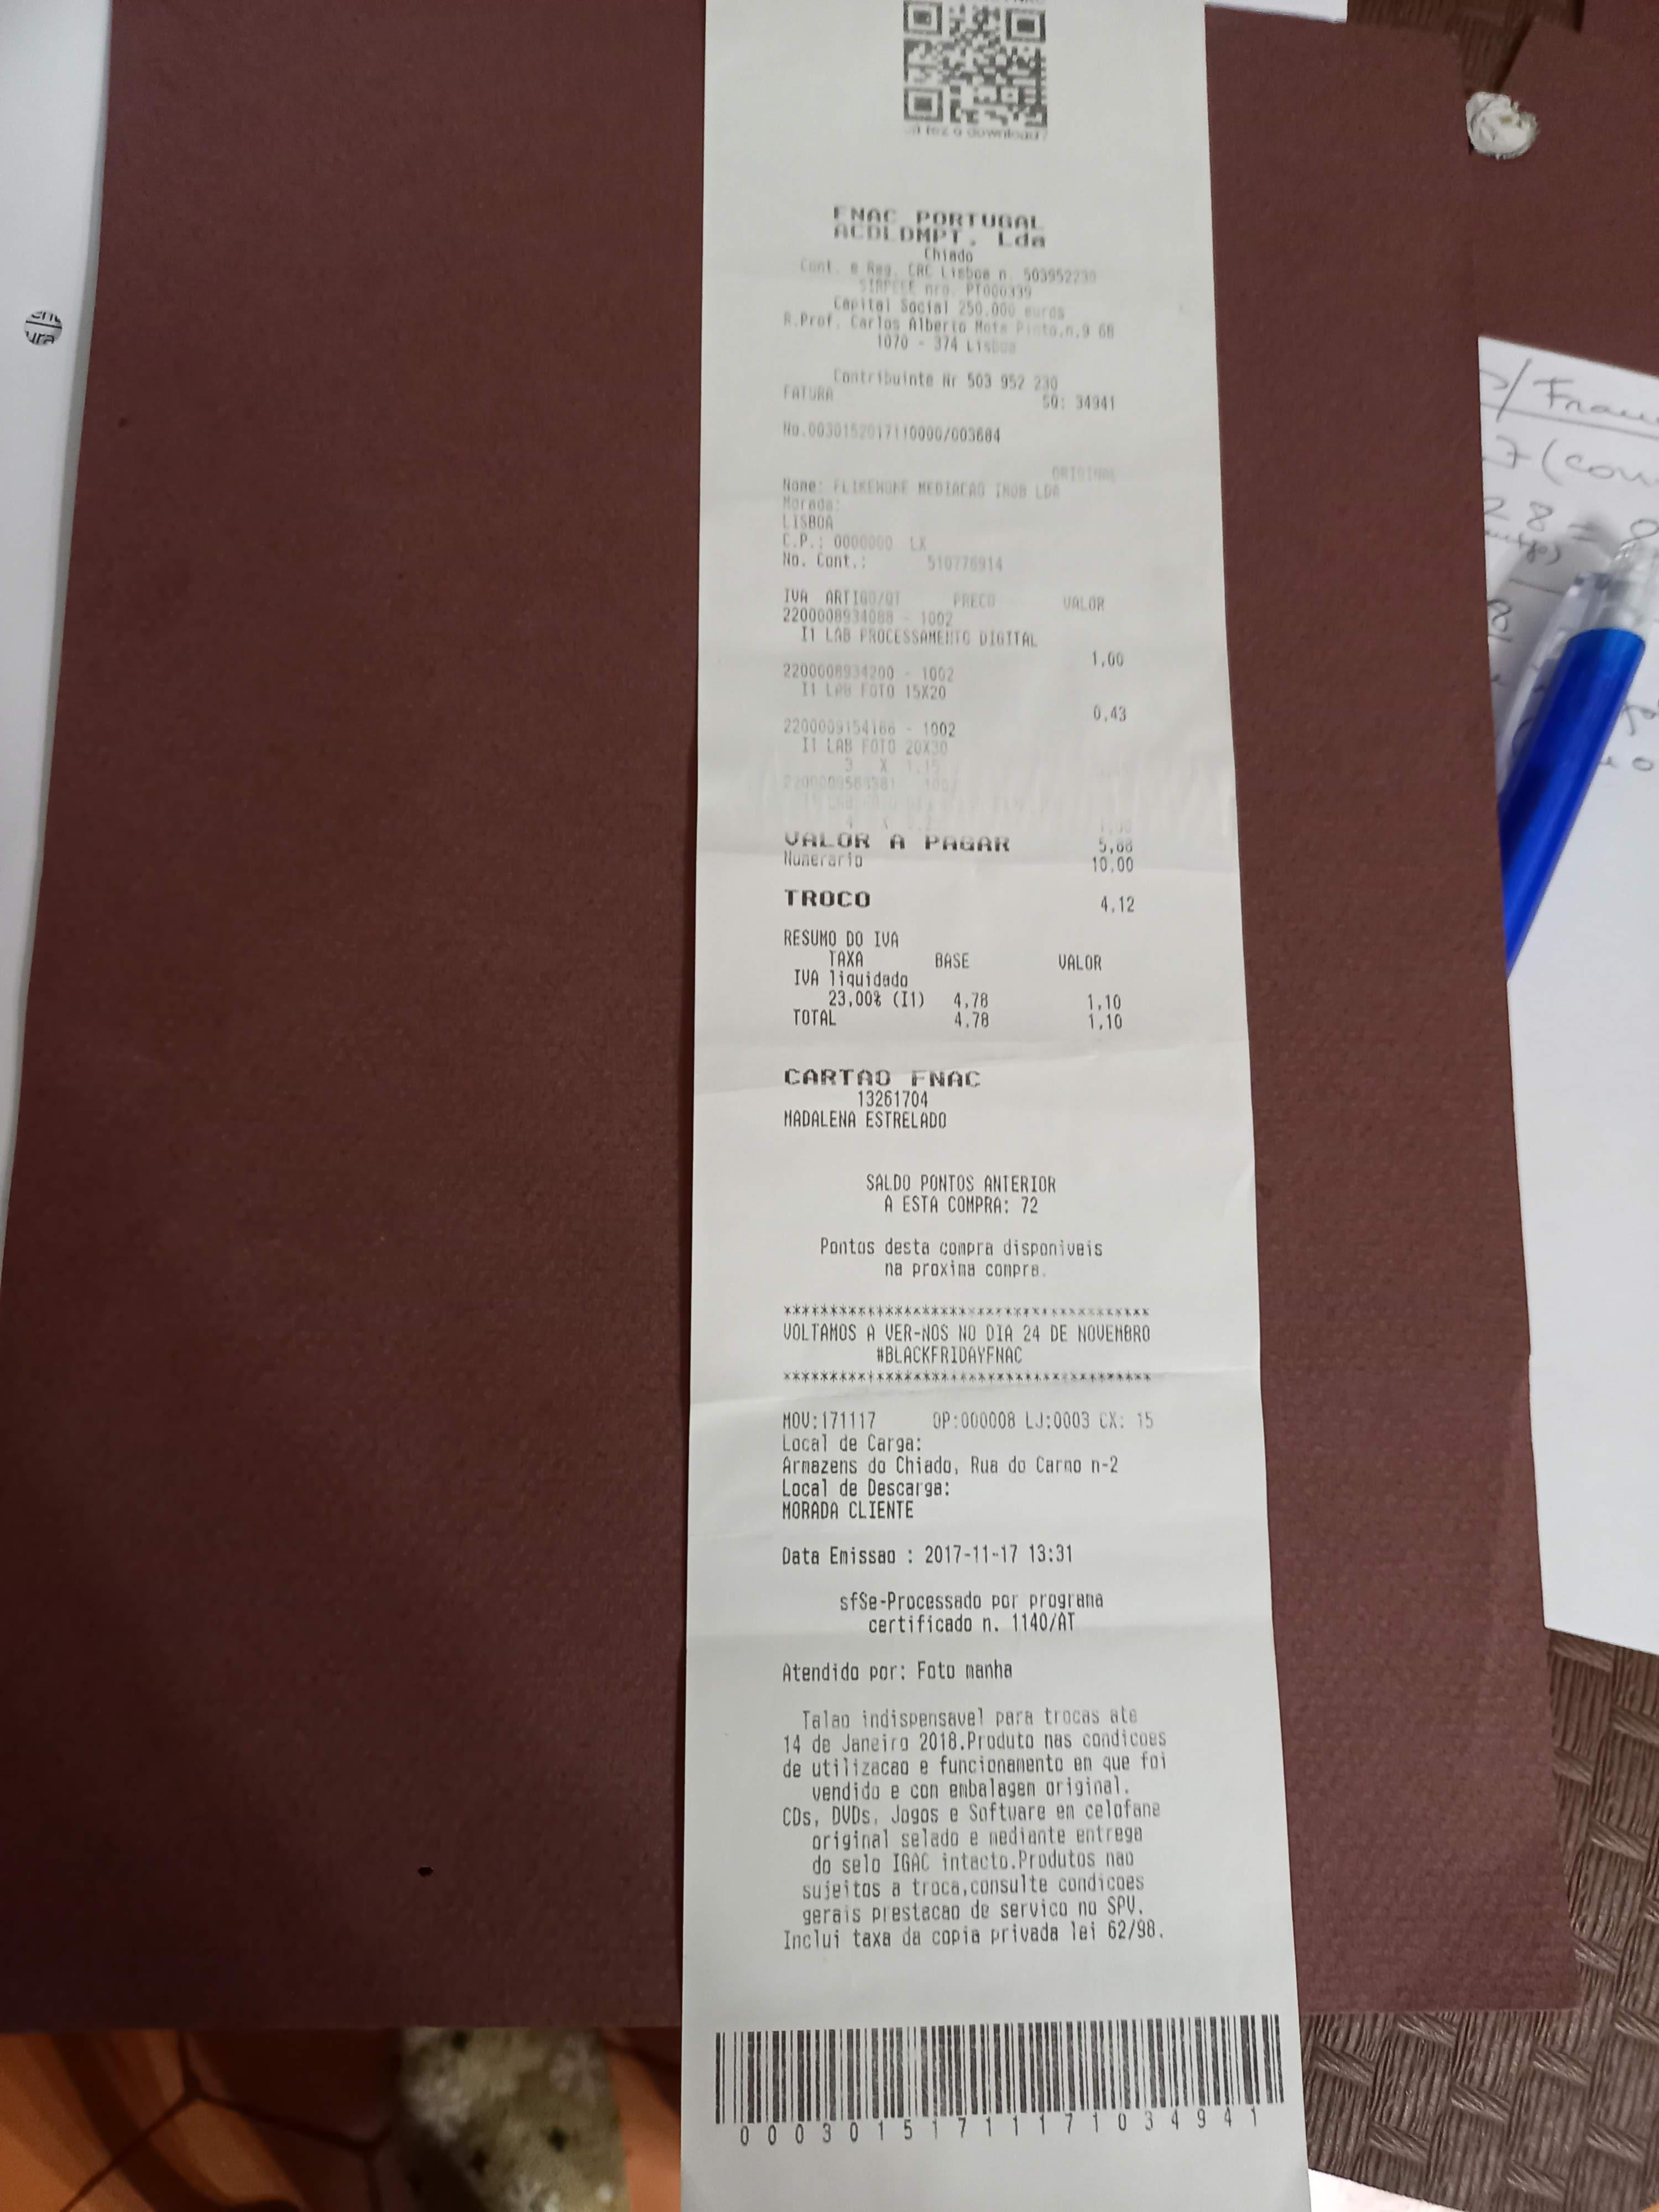 Já fez o download?
FNAC PORTUGAL
ACDLDMPT. Lda
Chiado
Cont. e Reg. CRC Lisboa n. 503952230
SIRPEEE nro. PT000339
Capital Social 250.000 euros
R.Prof. Carlos Alberto Mota Pinto,n.9 6B
1070 - 374 Lisboa
Contribuinte Nr 503 952 230
FATURA SQ: 34941
No.0030152017110000/003684
ORIGINAL
Nome: FLIKEHOME MEDIACAO IMOB LDA
Morada:
LISBOA
C.P.: 0000000 LX
No. Cont.: 510776914
IVA ARTIGO/QT PRECO VALOR
2200008934088 - 1002
I1 LAB PROCESSAMENTO DIGITAL
1,00
2200008934200 - 1002
I1 LAB FOTO 15X20
0,43
2200009154166 - 1002
I1 LAB FOTO 20X30
3 X 1,15
VALOR A PAGAR 5,88
Numerario 10,00
TROCO 4,12
RESUMO DO IVA
TAXA BASE VALOR
IVA liquidado
23,00% (I1) 4,78 1,10
TOTAL 4,78 1,10
CARTAO FNAC
13261704
MADALENA ESTRELADO
SALDO PONTOS ANTERIOR
A ESTA COMPRA: 72
Pontos desta compra disponiveis
na proxima compra.
****************************************
VOLTAMOS A VER-NOS NO DIA 24 DE NOVEMBRO
#BLACKFRIDAYFNAC
****************************************
MOV:171117 OP:000008 LJ:0003 CX: 15
Local de Carga:
Armazens do Chiado, Rua do Carmo n-2
Local de Descarga:
MORADA CLIENTE
Data Emissao : 2017-11-17 13:31
sfSe-Processado por programa
certificado n. 1140/AT
Atendido por: Foto manha
Talao indispensavel para trocas ate
14 de Janeiro 2018.Produto nas condicoes
de utilizacao e funcionamento em que foi
vendido e com embalagem original.
CDs, DVDs, Jogos e Software em celofane
original selado e mediante entrega
do selo IGAC intacto.Produtos nao
sujeitos a troca,consulte condicoes
gerais prestacao de servico no SPV.
Inclui taxa da copia privada lei 62/98.
00030151711171034941